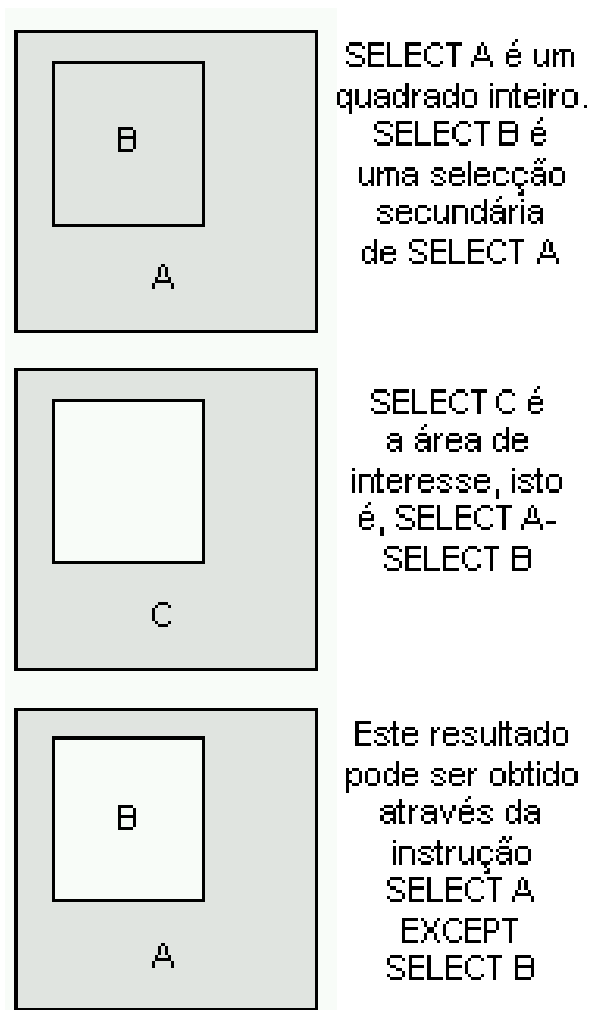 B
A
SELECT A é um
quadrado inteiro.
SELECT B é
uma selecção
secundária
de SELECT A
C
SELECT C é
a área de
interesse, isto
é, SELECT A-
SELECT B
B
A
Este resultado
pode ser obtido
através da
instrução
SELECT A
EXCEPT
SELECT B